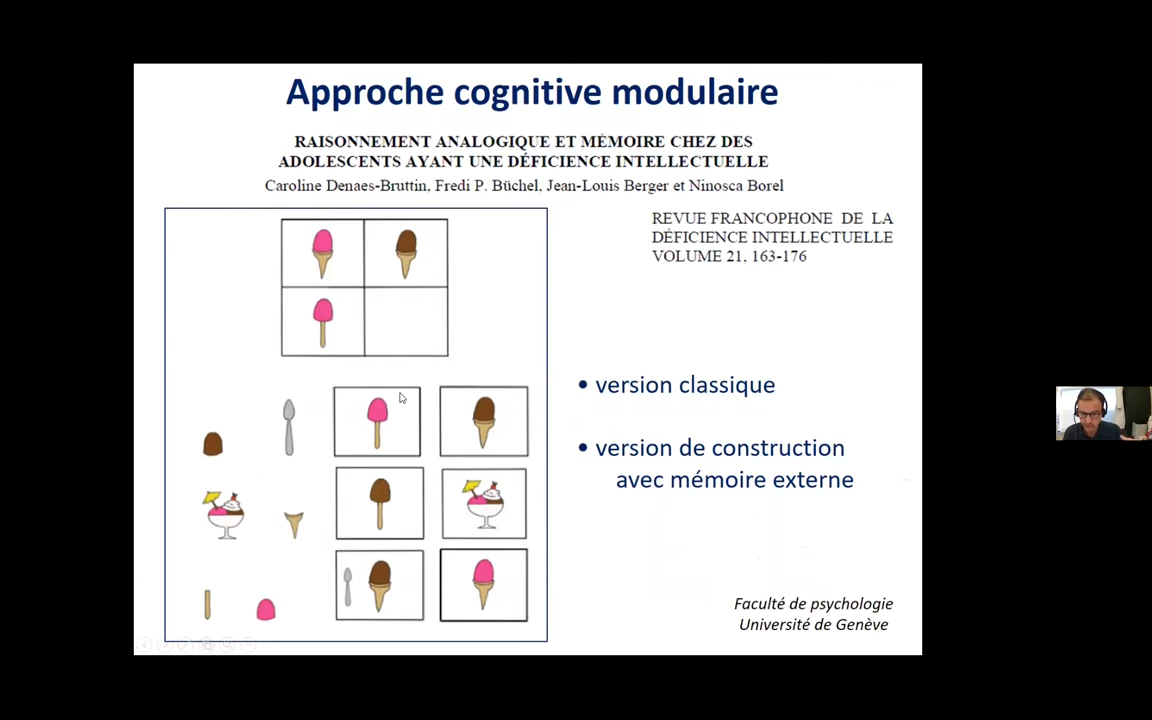 Approche cognitive modulaire
RAISONNEMENT ANALOGIQUE ET MÉMOIRE CHEZ DES
ADOLESCENTS AYANT UNE DÉFICIENCE INTELLECTUELLE
Caroline Denaes-Bruttin, Fredi P. Büchel, Jean-Louis Berger et Ninosca Borel
REVUE FRANCOPHONE DE LA
DÉFICIENCE INTELLECTUELLE
VOLUME 21, 163-176
• version classique
• version de construction
avec mémoire externe
Faculté de psychologie
Université de Genève